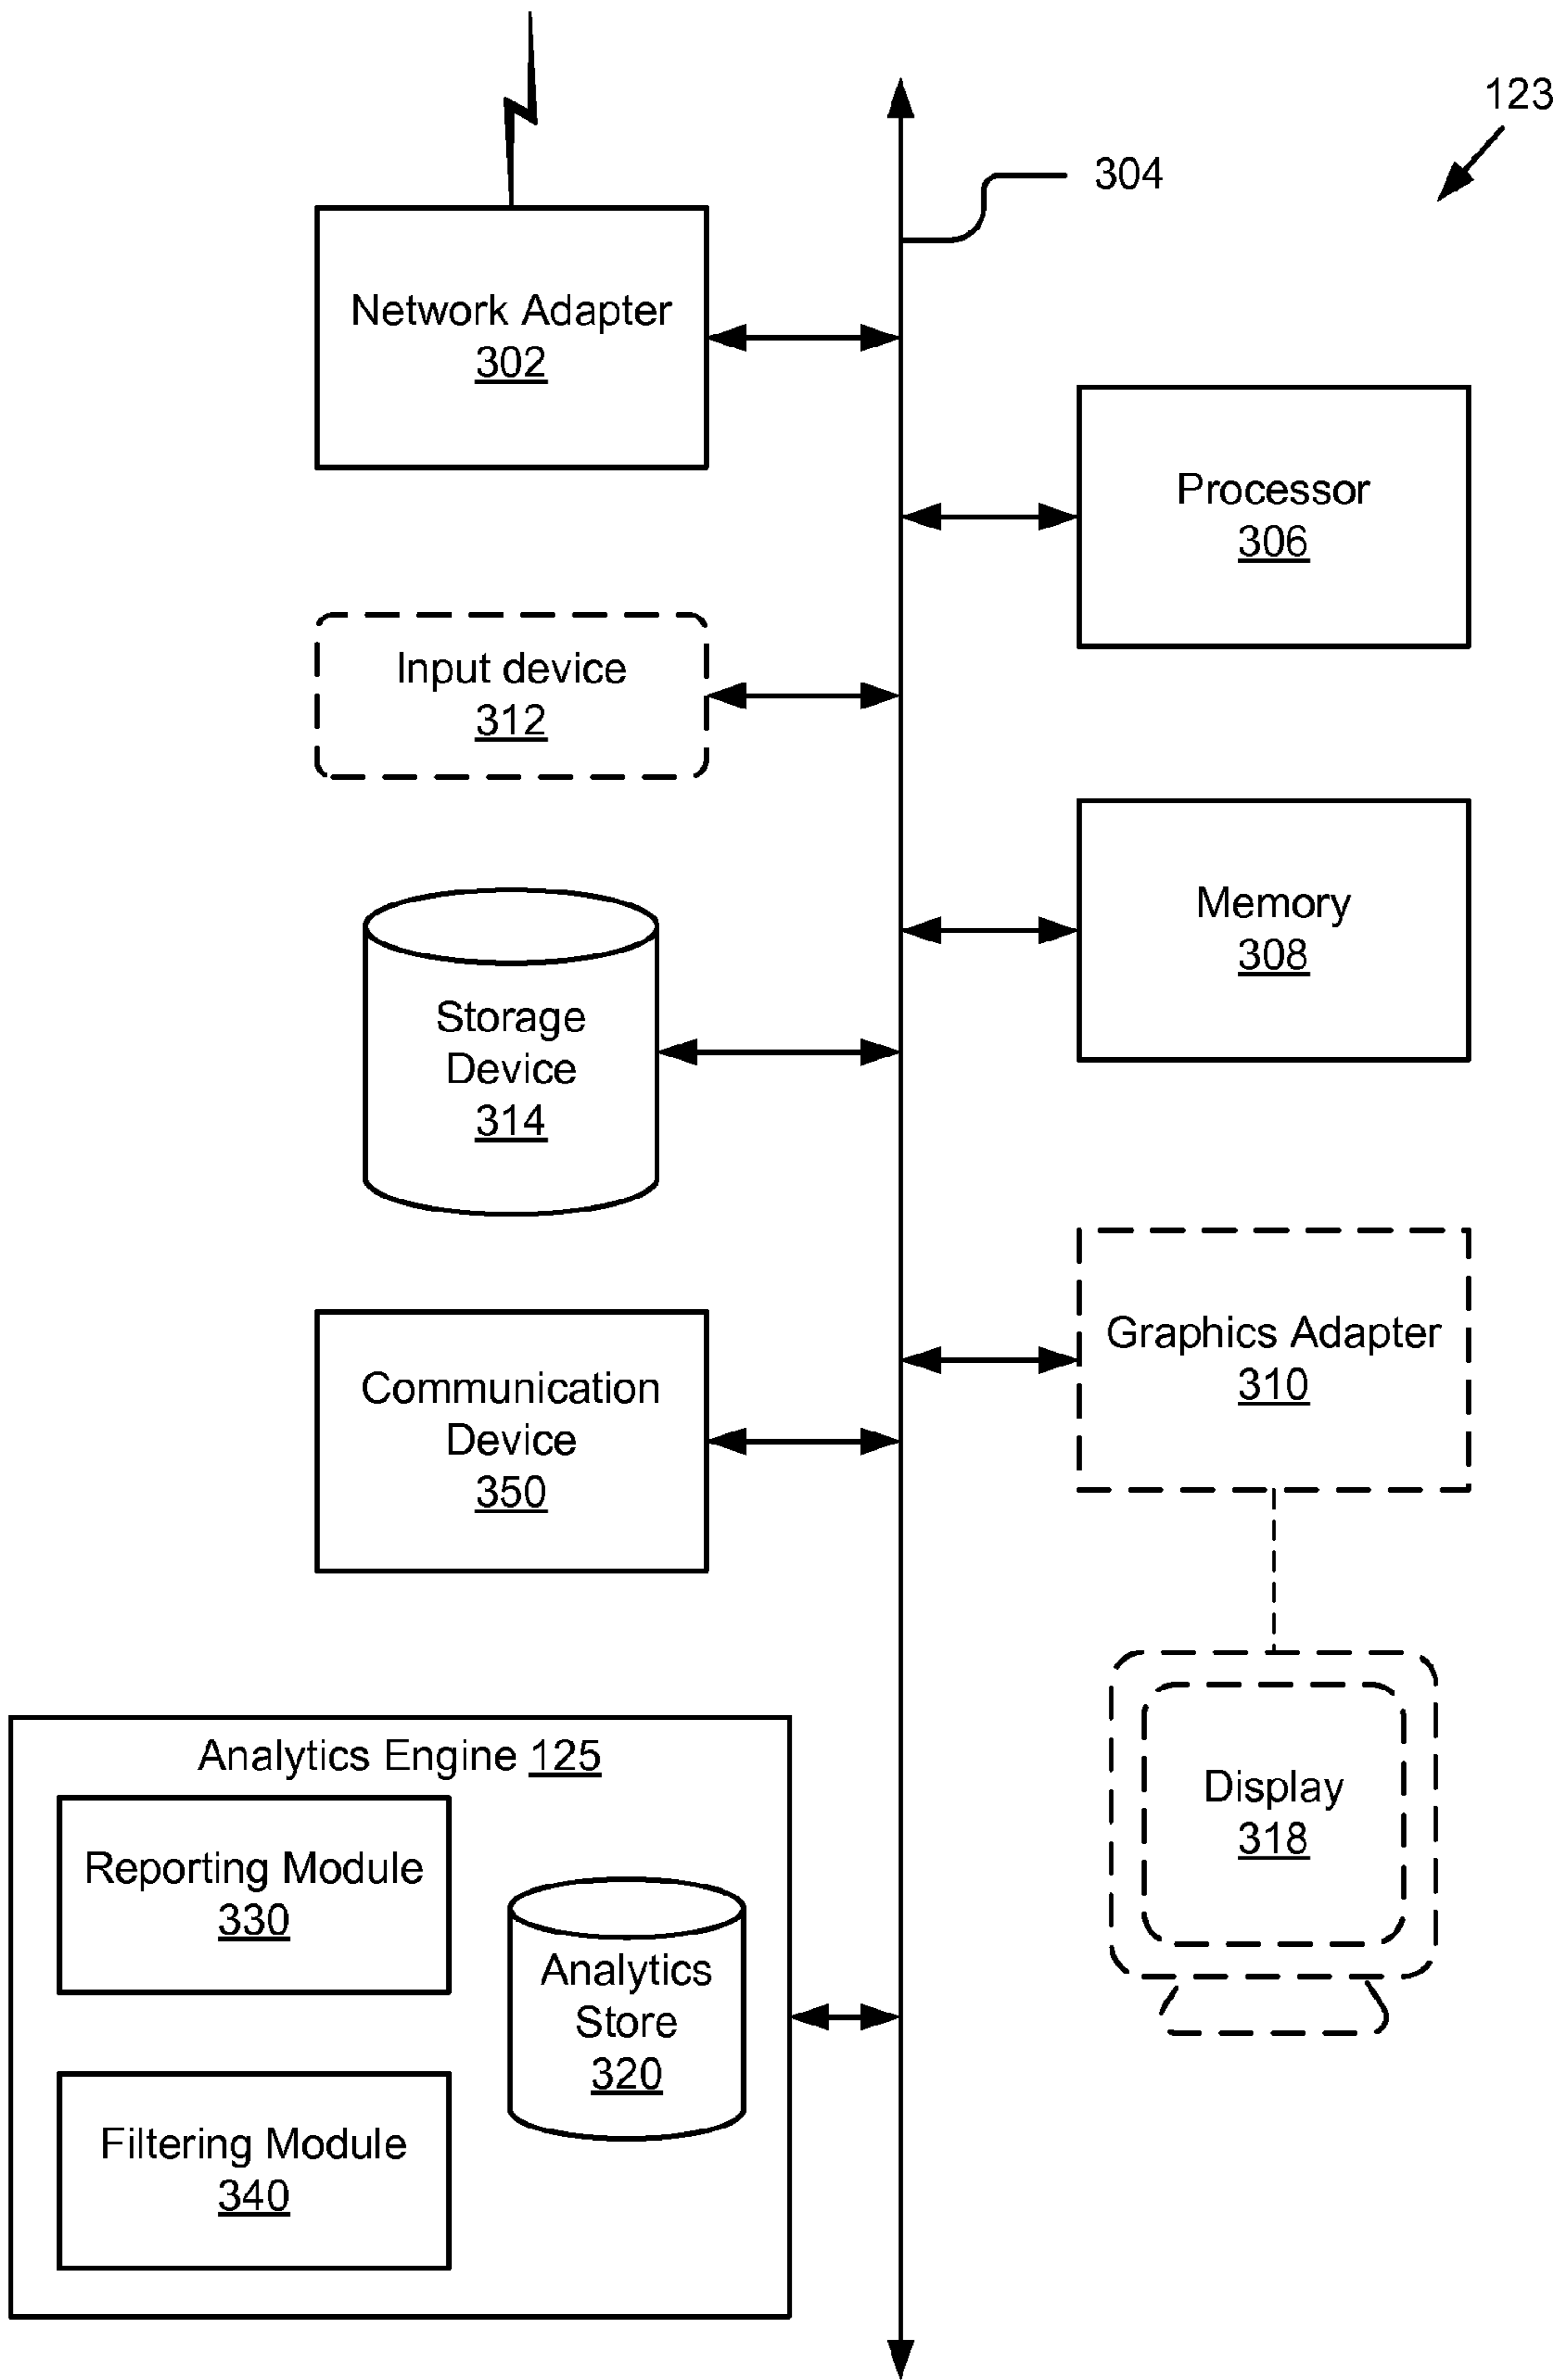 123
304
Network Adapter
302
Processor
306
Input device
312
Memory
308
Storage
Device
314
Graphics Adapter
310
Communication
Device
350
Analytics Engine 125
Display
318
Reporting Module
330
Analytics
Store
320
Filtering Module
340